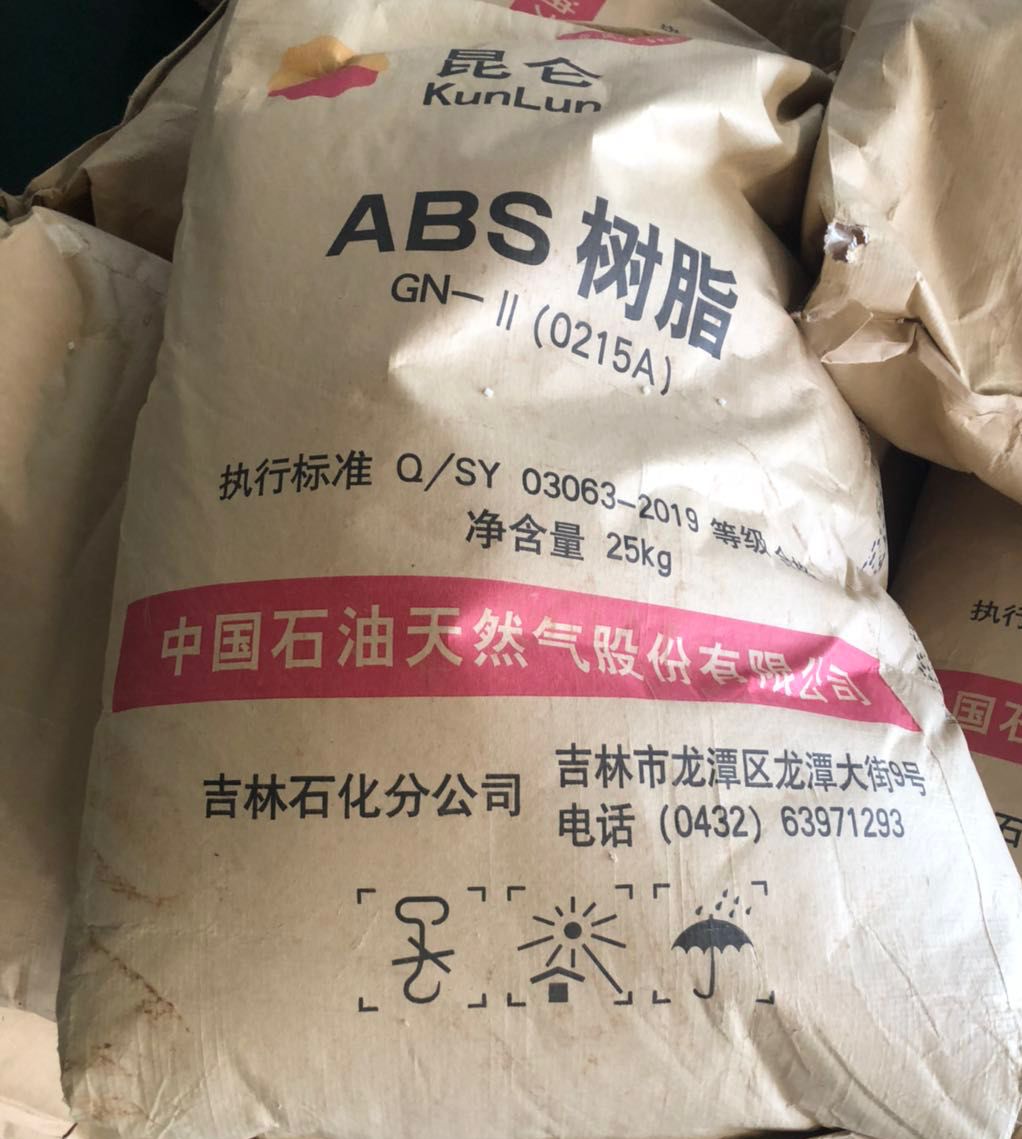 昆仑
KunLun
ABS 树脂
GN-Ⅱ(0215A)
执行标准 Q/SY 03063-2019 等级
净含量 25kg
中国石油天然气股份有限公司
吉林石化分公司
吉林市龙潭区龙潭大街9号
电话 (0432) 63971293
执行
国石
石